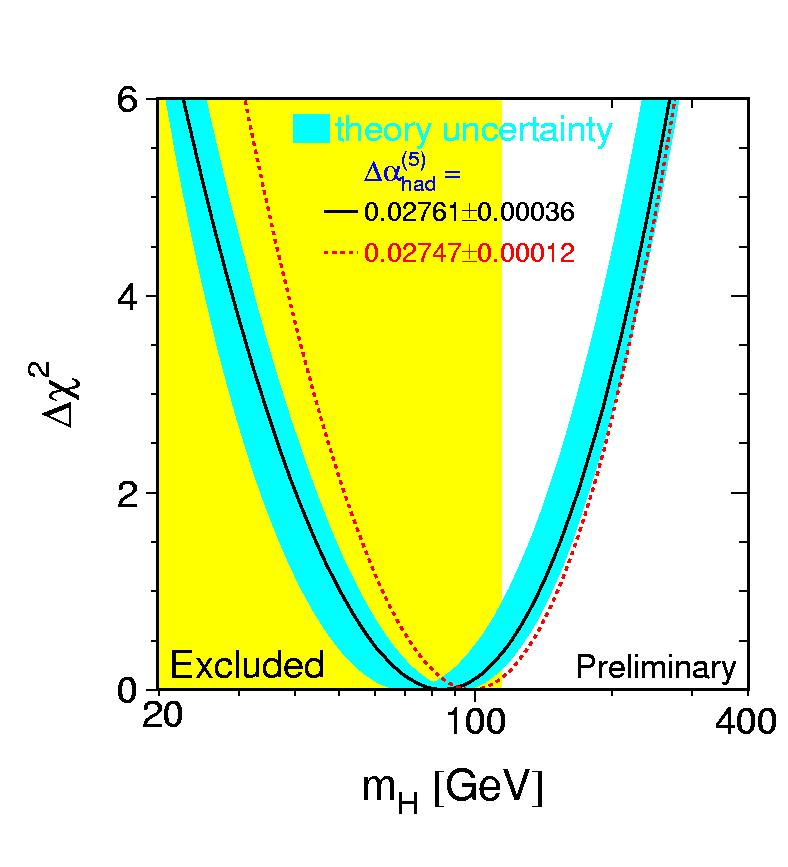 6
theory uncertainty
Δα(5)had =
0.02761±0.00036
0.02747±0.00012
4
Δχ2
2
Excluded
Preliminary
0
20
100
400
mH [GeV]